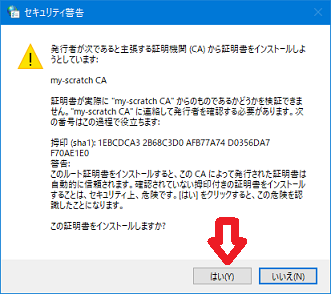 セキュリティ警告
発行者が次であると主張する証明機関 (CA) から証明書をインストールしよ
うとしています:
my-scratch CA
証明書が実際に "my-scratch CA" からのものであるかどうかを検証できま
せん。"my-scratch CA" に連絡して発行者を確認する必要があります。次
の番号はこの過程で役立ちます:
拇印 (sha1): 1EBCDCA3 2B68C3D0 AFB77A74 D0356DA7
F70AE1E0
警告:
このルート証明書をインストールすると、この CA によって発行された証明書は
自動的に信頼されます。確認されていない拇印付きの証明書をインストール
することは、セキュリティ上、危険です。[はい] をクリックすると、この危険を認
識したことになります。
この証明書をインストールしますか?
はい(Y)
いいえ(N)